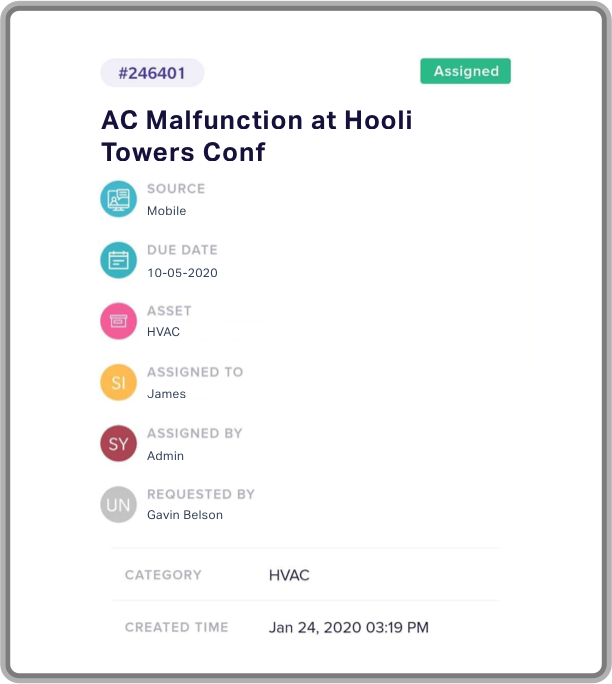 #246401
Assigned
AC Malfunction at Hooli
Towers Conf
SOURCE
Mobile
DUE DATE
10-05-2020
ASSET
HVAC
SI
ASSIGNED TO
James
SY
ASSIGNED BY
Admin
UN
REQUESTED BY
Gavin Belson
CATEGORY HVAC
CREATED TIME Jan 24, 2020 03:19 PM